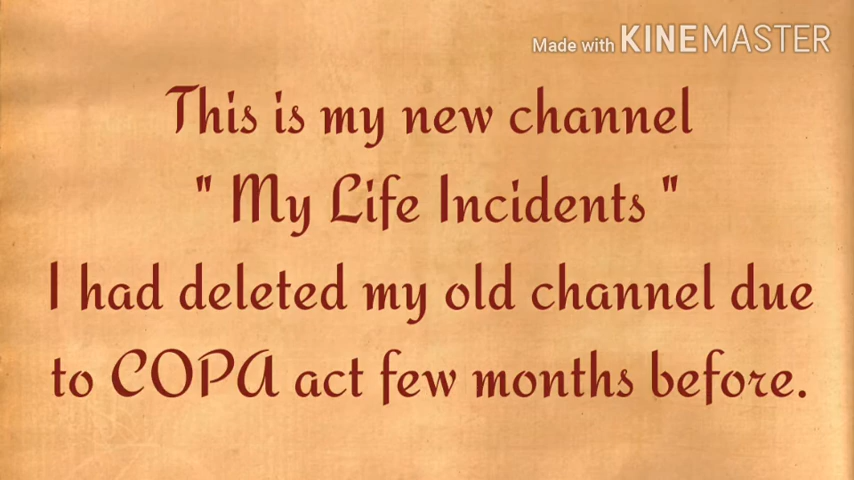 Made with KINEMASTER
This is my new channel
" My Life Incidents "
I had deleted my old channel due
to COPA act few months before.